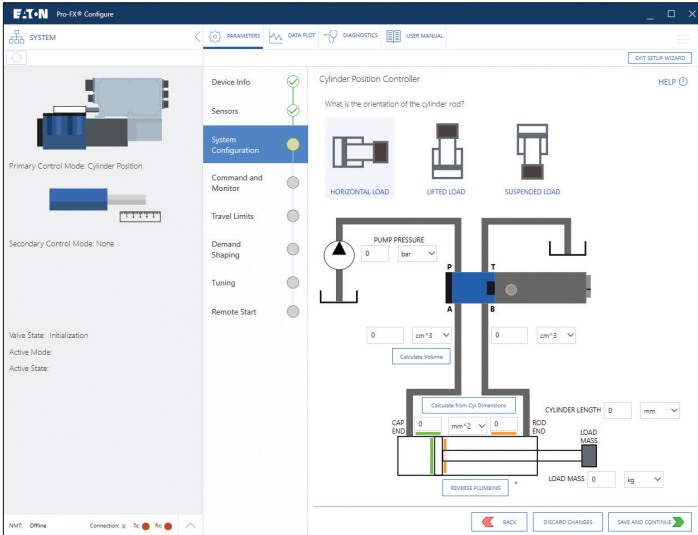 EATON Pro-FX® Configure
SYSTEM
PARAMETERS
DATA PLOT
DIAGNOSTICS
USER MANUAL
EXIT SETUP WIZARD
Primary Control Mode: Cylinder Position
Secondary Control Mode: None
Valve State: Initialization
Active Mode:
Active State:
NMT: Offline Connection: x Tx: Rx:
Device Info
Sensors
System
Configuration
Command and
Monitor
Travel Limits
Demand
Shaping
Tuning
Remote Start
Cylinder Position Controller
HELP ?
What is the orientation of the cylinder rod?
HORIZONTAL LOAD
LIFTED LOAD
SUSPENDED LOAD
PUMP PRESSURE
0 bar
P T
A B
0 cm^3
0 cm^3
Calculate Volume
Calculate from Cyl Dimensions
CYLINDER LENGTH 0 mm
CAP
END
0 mm^2 0
ROD
END
LOAD
MASS
REVERSE PLUMBING *
LOAD MASS 0 kg
BACK
DISCARD CHANGES
SAVE AND CONTINUE